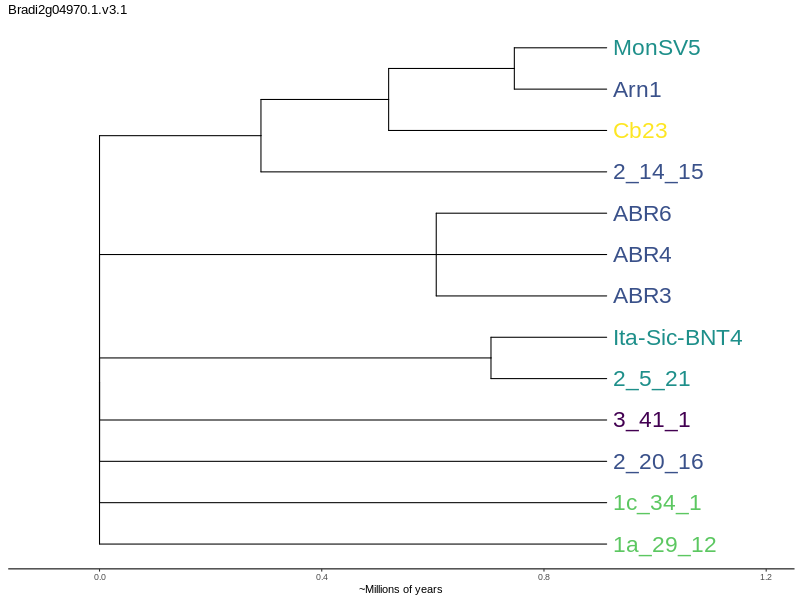 Bradi2g04970.1.v3.1
MonSV5
Arn1
Cb23
2_14_15
ABR6
ABR4
ABR3
Ita-Sic-BNT4
2_5_21
3_41_1
2_20_16
1c_34_1
1a_29_12
0.0 0.4 0.8 1.2
~Millions of years